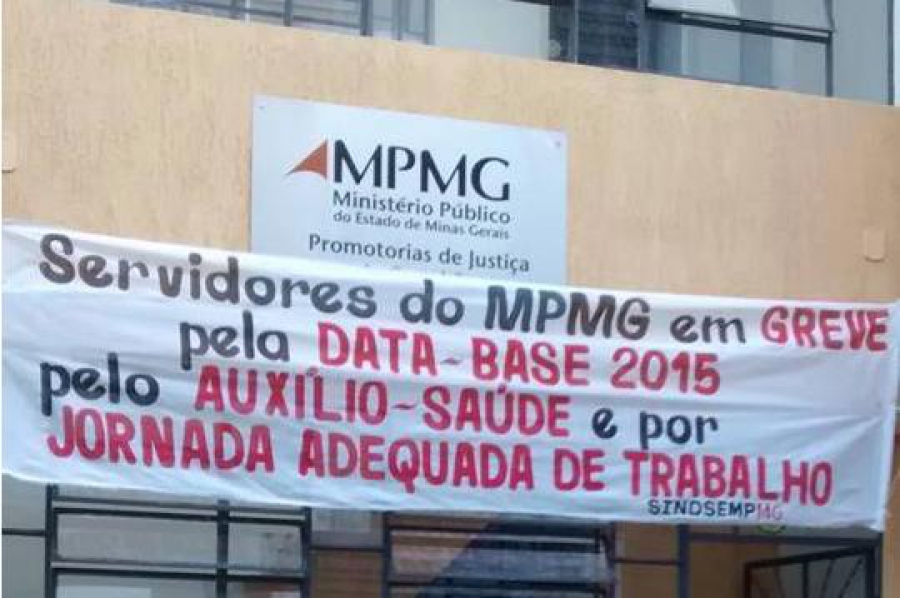 MPMG
Ministério Público
do Estado de Minas Gerais
Promotorias de Justiça
Servidores do MPMG em GREVE
pela DATA-BASE 2015
pelo AUXÍLIO-SAÚDE e por
JORNADA ADEQUADA DE TRABALHO
SINDSEMPMG